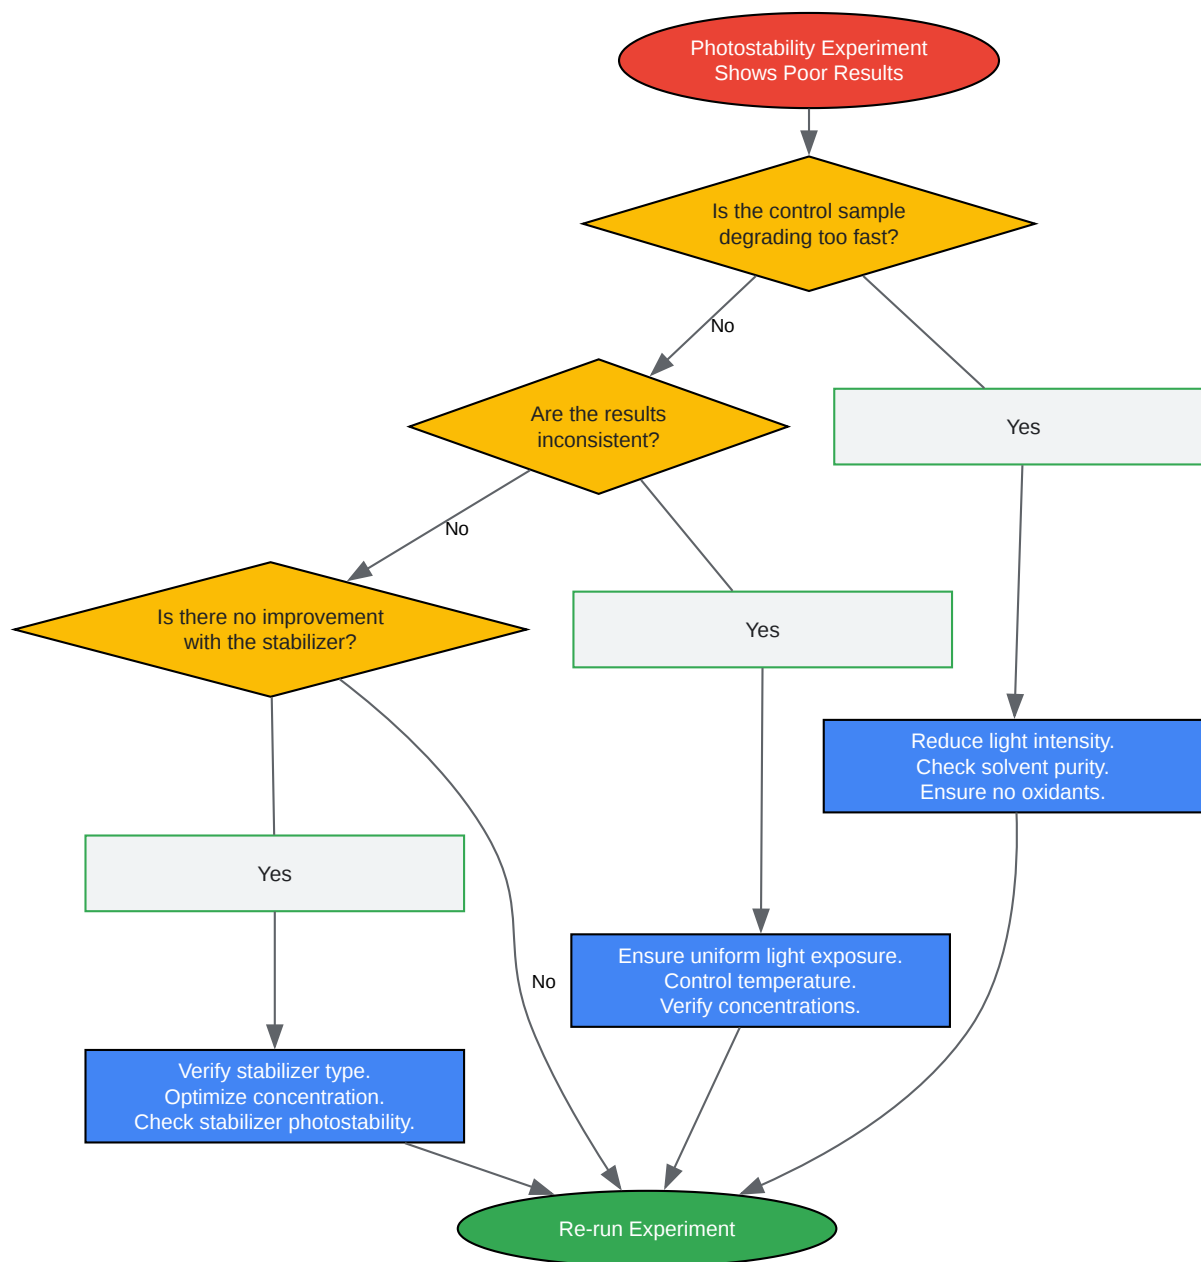 Photostability Experiment
Shows Poor Results
Is the control sample
degrading too fast?
No
Are the results
inconsistent?
Yes
No
Is there no improvement
with the stabilizer?
Yes
Reduce light intensity.
Check solvent purity.
Ensure no oxidants.
Yes
No
Ensure uniform light exposure.
Control temperature.
Verify concentrations.
Verify stabilizer type.
Optimize concentration.
Check stabilizer photostability.
Re-run Experiment